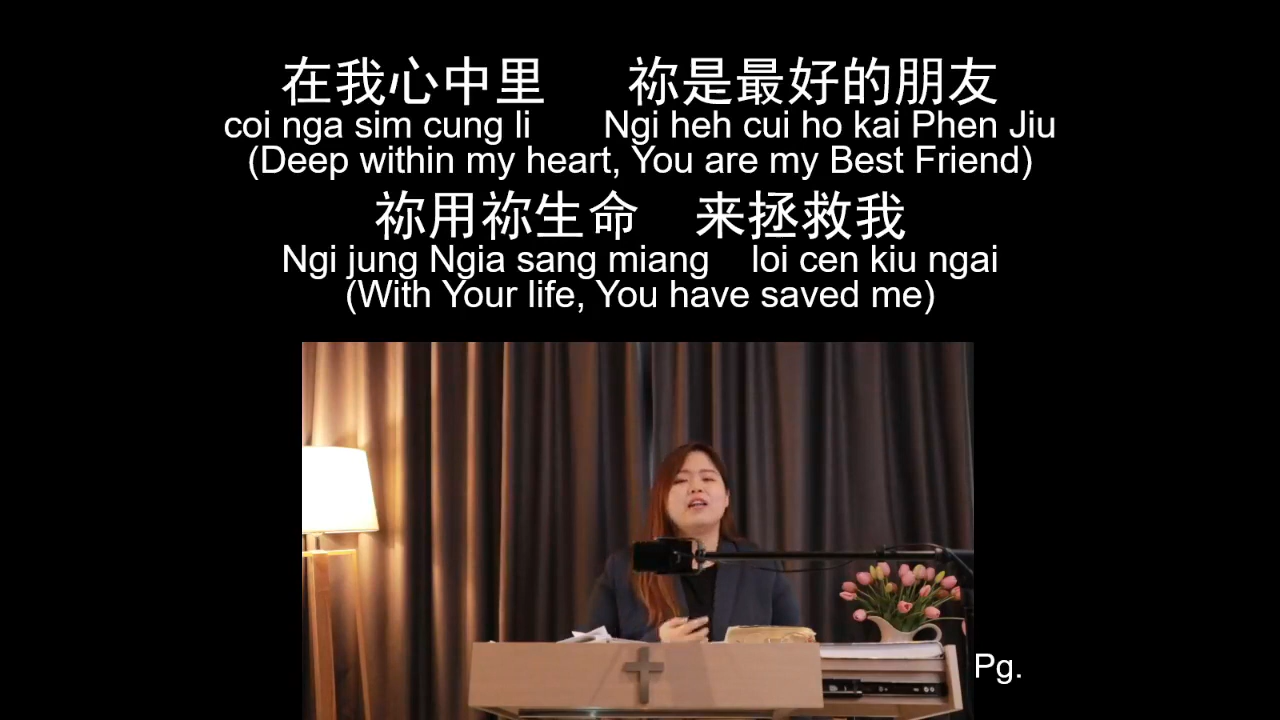 在我心中里 祢是最好的朋友
coi nga sim cung li Ngi heh cui ho kai Phen Jiu
(Deep within my heart, You are my Best Friend)
祢用祢生命 来拯救我
Ngi jung Ngia sang miang loi cen kiu ngai
(With Your life, You have saved me)
Pg.